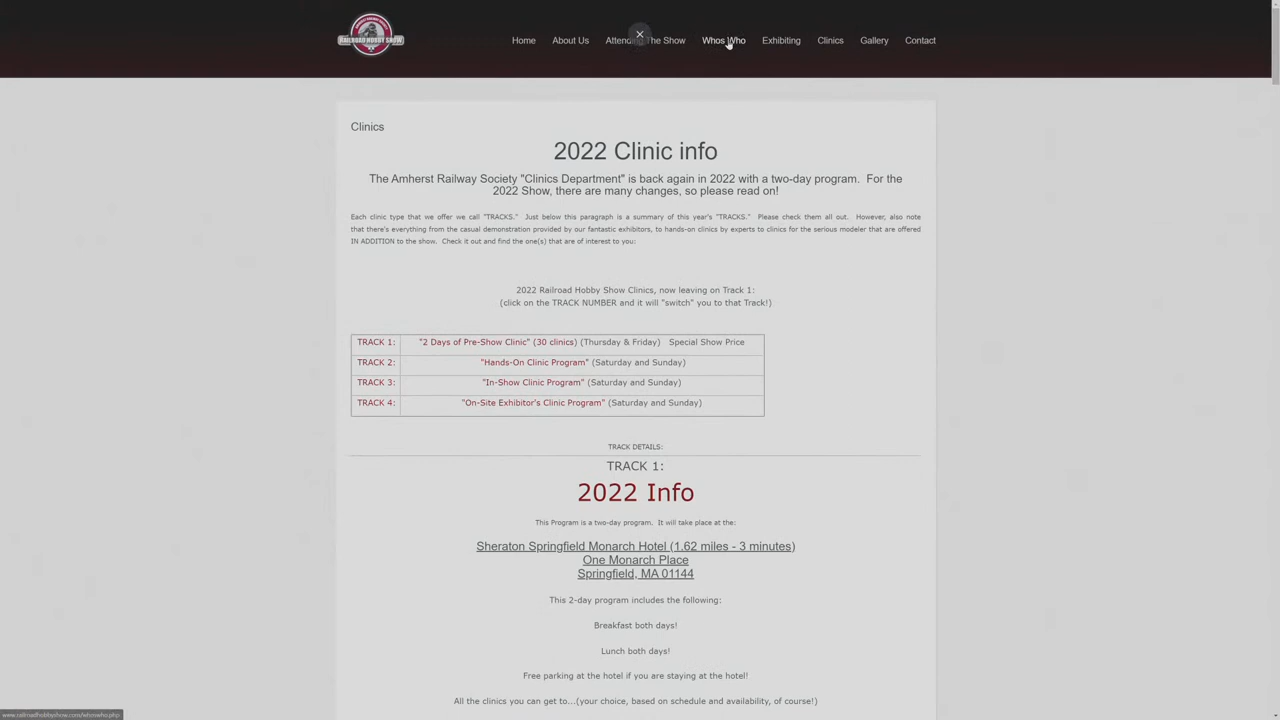 RAILROAD HOBBY SHOW
Home About Us Attending The Show Whos Who Exhibiting Clinics Gallery Contact
Clinics
2022 Clinic info
The Amherst Railway Society "Clinics Department" is back again in 2022 with a two-day program. For the
2022 Show, there are many changes, so please read on!
Each clinic type that we offer we call "TRACKS." Just below this paragraph is a summary of this year's "TRACKS." Please check them all out. However, also note
that there's everything from the casual demonstration provided by our fantastic exhibitors, to hands-on clinics by experts to clinics for the serious modeler that are offered
IN ADDITION to the show. Check it out and find the one(s) that are of interest to you:
2022 Railroad Hobby Show Clinics, now leaving on Track 1:
(click on the TRACK NUMBER and it will "switch" you to that Track!)
TRACK 1: "2 Days of Pre-Show Clinic" (30 clinics) (Thursday & Friday) Special Show Price
TRACK 2: "Hands-On Clinic Program" (Saturday and Sunday)
TRACK 3: "In-Show Clinic Program" (Saturday and Sunday)
TRACK 4: "On-Site Exhibitor's Clinic Program" (Saturday and Sunday)
TRACK DETAILS:
TRACK 1:
2022 Info
This Program is a two-day program. It will take place at the:
Sheraton Springfield Monarch Hotel (1.62 miles - 3 minutes)
One Monarch Place
Springfield, MA 01144
This 2-day program includes the following:
Breakfast both days!
Lunch both days!
Free parking at the hotel if you are staying at the hotel!
All the clinics you can get to...(your choice, based on schedule and availability, of course!)
www.railroadhobbyshow.com/whoswho.php